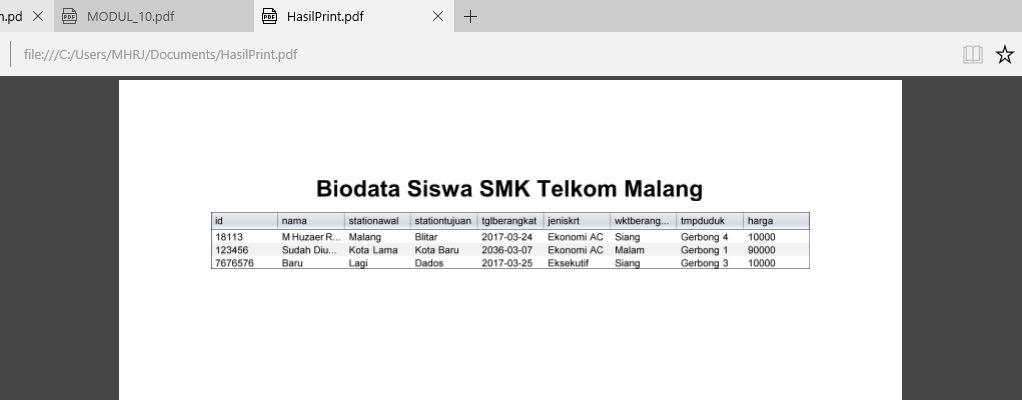 n.pd MODUL_10.pdf HasilPrint.pdf
file:///C:/Users/MHRJ/Documents/HasilPrint.pdf
Biodata Siswa SMK Telkom Malang
id nama stationawal stationtujuan tglberangkat jeniskrt wktberang... tmpduduk harga
18113 M Huzaer R... Malang Blitar 2017-03-24 Ekonomi AC Siang Gerbong 4 10000
123456 Sudah Diu... Kota Lama Kota Baru 2036-03-07 Ekonomi AC Malam Gerbong 1 90000
7676576 Baru Lagi Dados 2017-03-25 Eksekutif Siang Gerbong 3 10000